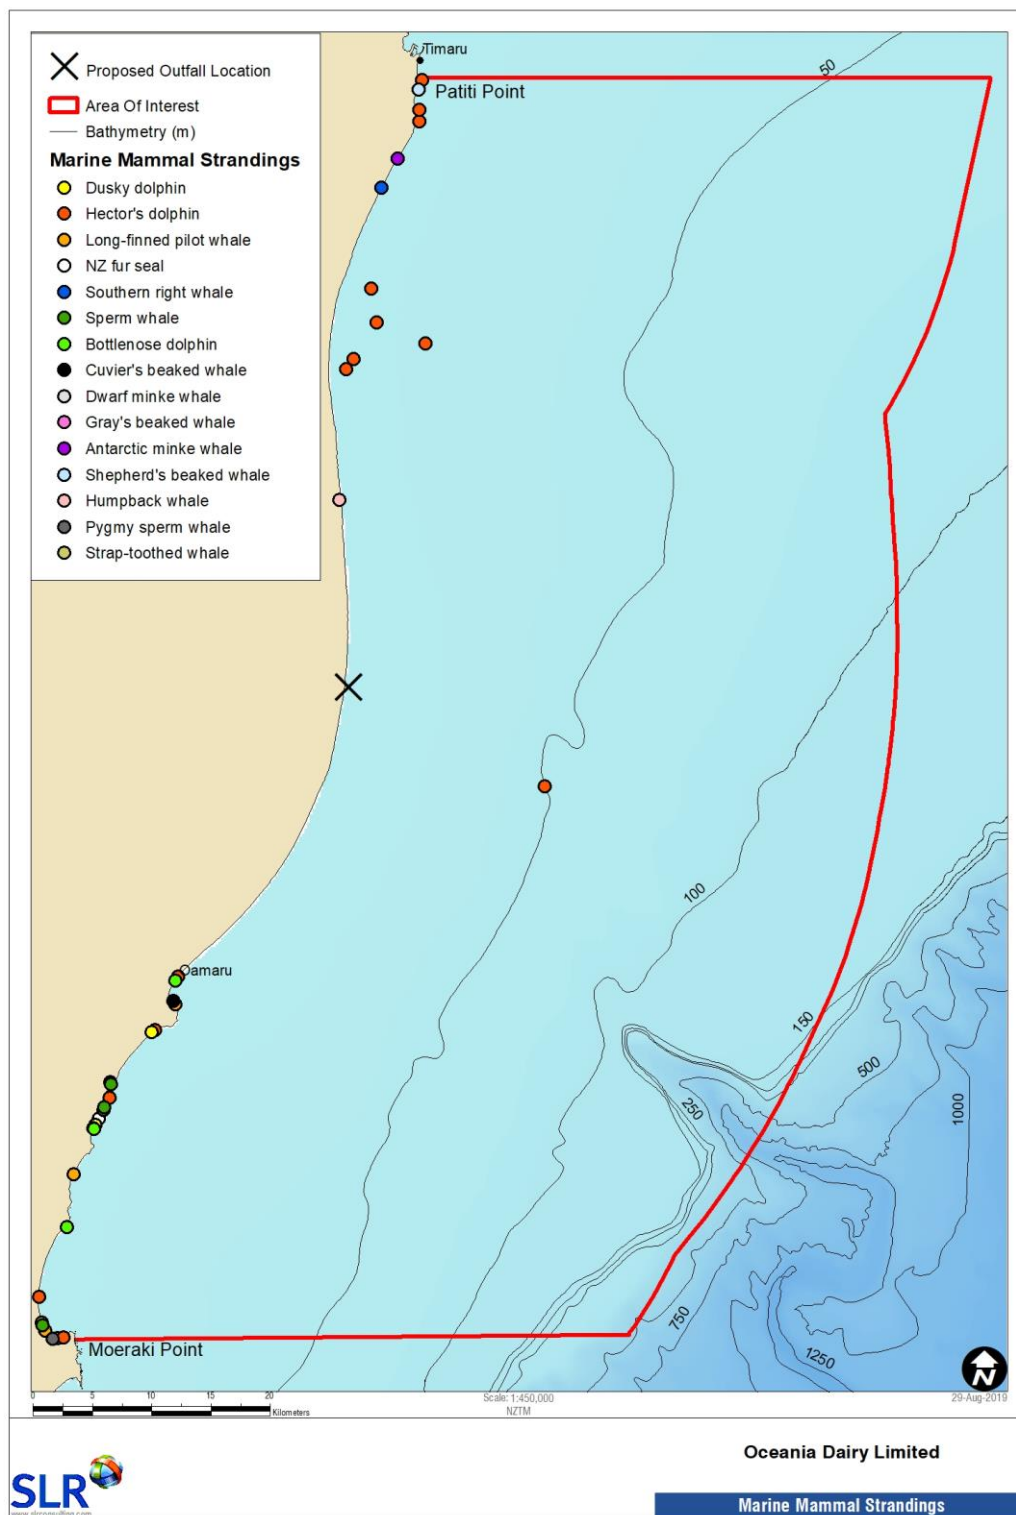 Timaru
50
Proposed Outfall Location
Patiti Point
Area Of Interest
Bathymetry (m)
Marine Mammal Strandings
Dusky dolphin
Hector's dolphin
Long-finned pilot whale
NZ fur seal
Southern right whale
Sperm whale
Bottlenose dolphin
Cuvier's beaked whale
Dwarf minke whale
Gray's beaked whale
Antarctic minke whale
Shepherd's beaked whale
Humpback whale
Pygmy sperm whale
Strap-toothed whale
100
Oamaru
150
500
250
1000
750
Moeraki Point
1250
N
0 5 10 15 20
Kilometers
Scale: 1:450,000
NZTM
29-Aug-2019
Oceania Dairy Limited
SLR
www.slrconsulting.com
Marine Mammal Strandings